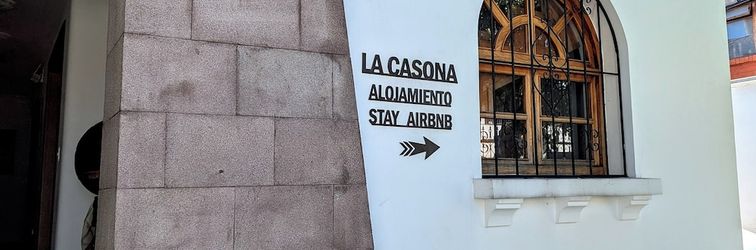 LA CASONA
ALOJAMIENTO
STAY AIRBNB